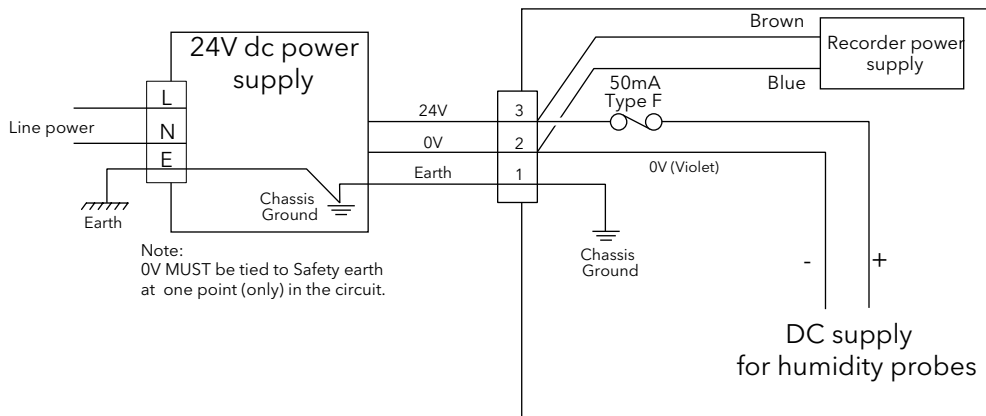 24V dc power
supply
L
N
E
Line power
Earth
Chassis
Ground
Note:
0V MUST be tied to Safety earth
at one point (only) in the circuit.
24V
0V
Earth
3
2
1
50mA
Type F
Brown
Blue
Recorder power
supply
0V (Violet)
Chassis
Ground
-
+
DC supply
for humidity probes